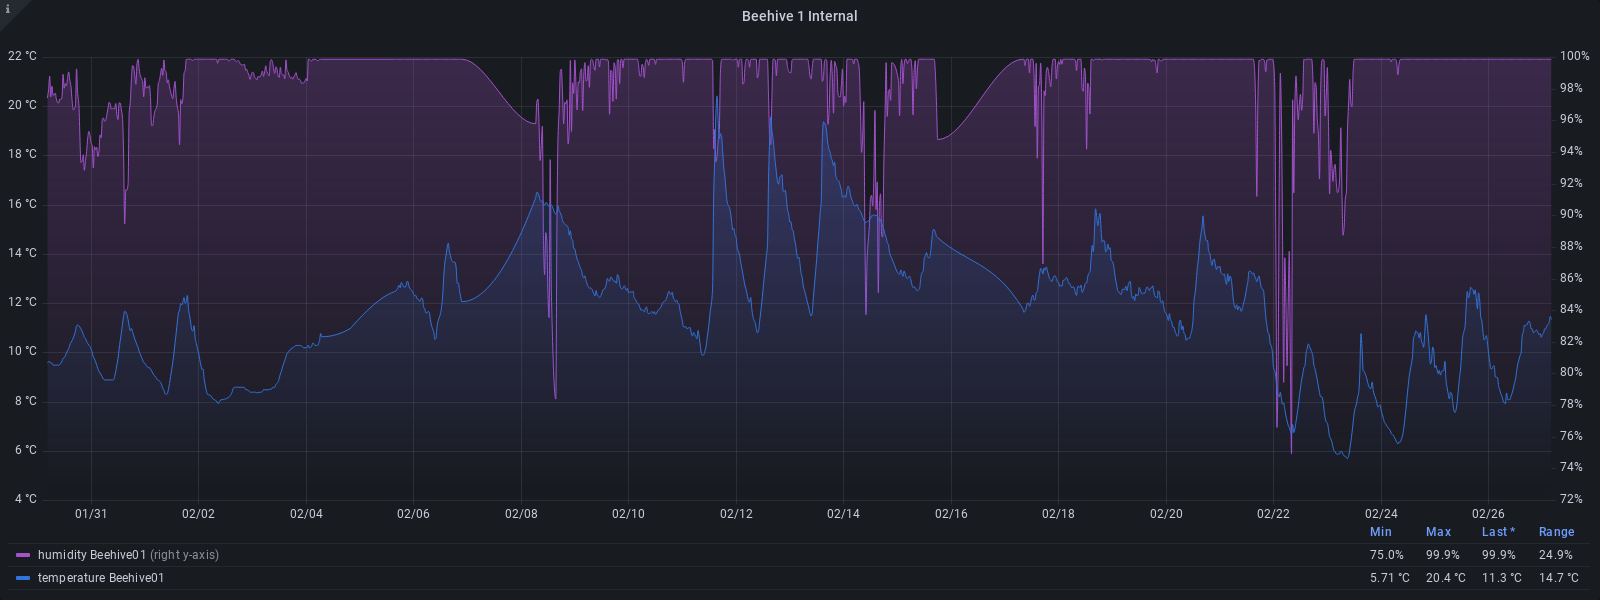 i
Beehive 1 Internal
22 °C 100%
98%
20 °C
96%
18 °C
94%
92%
16 °C
90%
14 °C
88%
86%
12 °C
84%
10 °C
82%
80%
8 °C
78%
6 °C
76%
74%
4 °C 72%
01/31 02/02 02/04 02/06 02/08 02/10 02/12 02/14 02/16 02/18 02/20 02/22 02/24 02/26
Min Max Last * Range
humidity Beehive01 (right y-axis) 75.0% 99.9% 99.9% 24.9%
temperature Beehive01 5.71 °C 20.4 °C 11.3 °C 14.7 °C